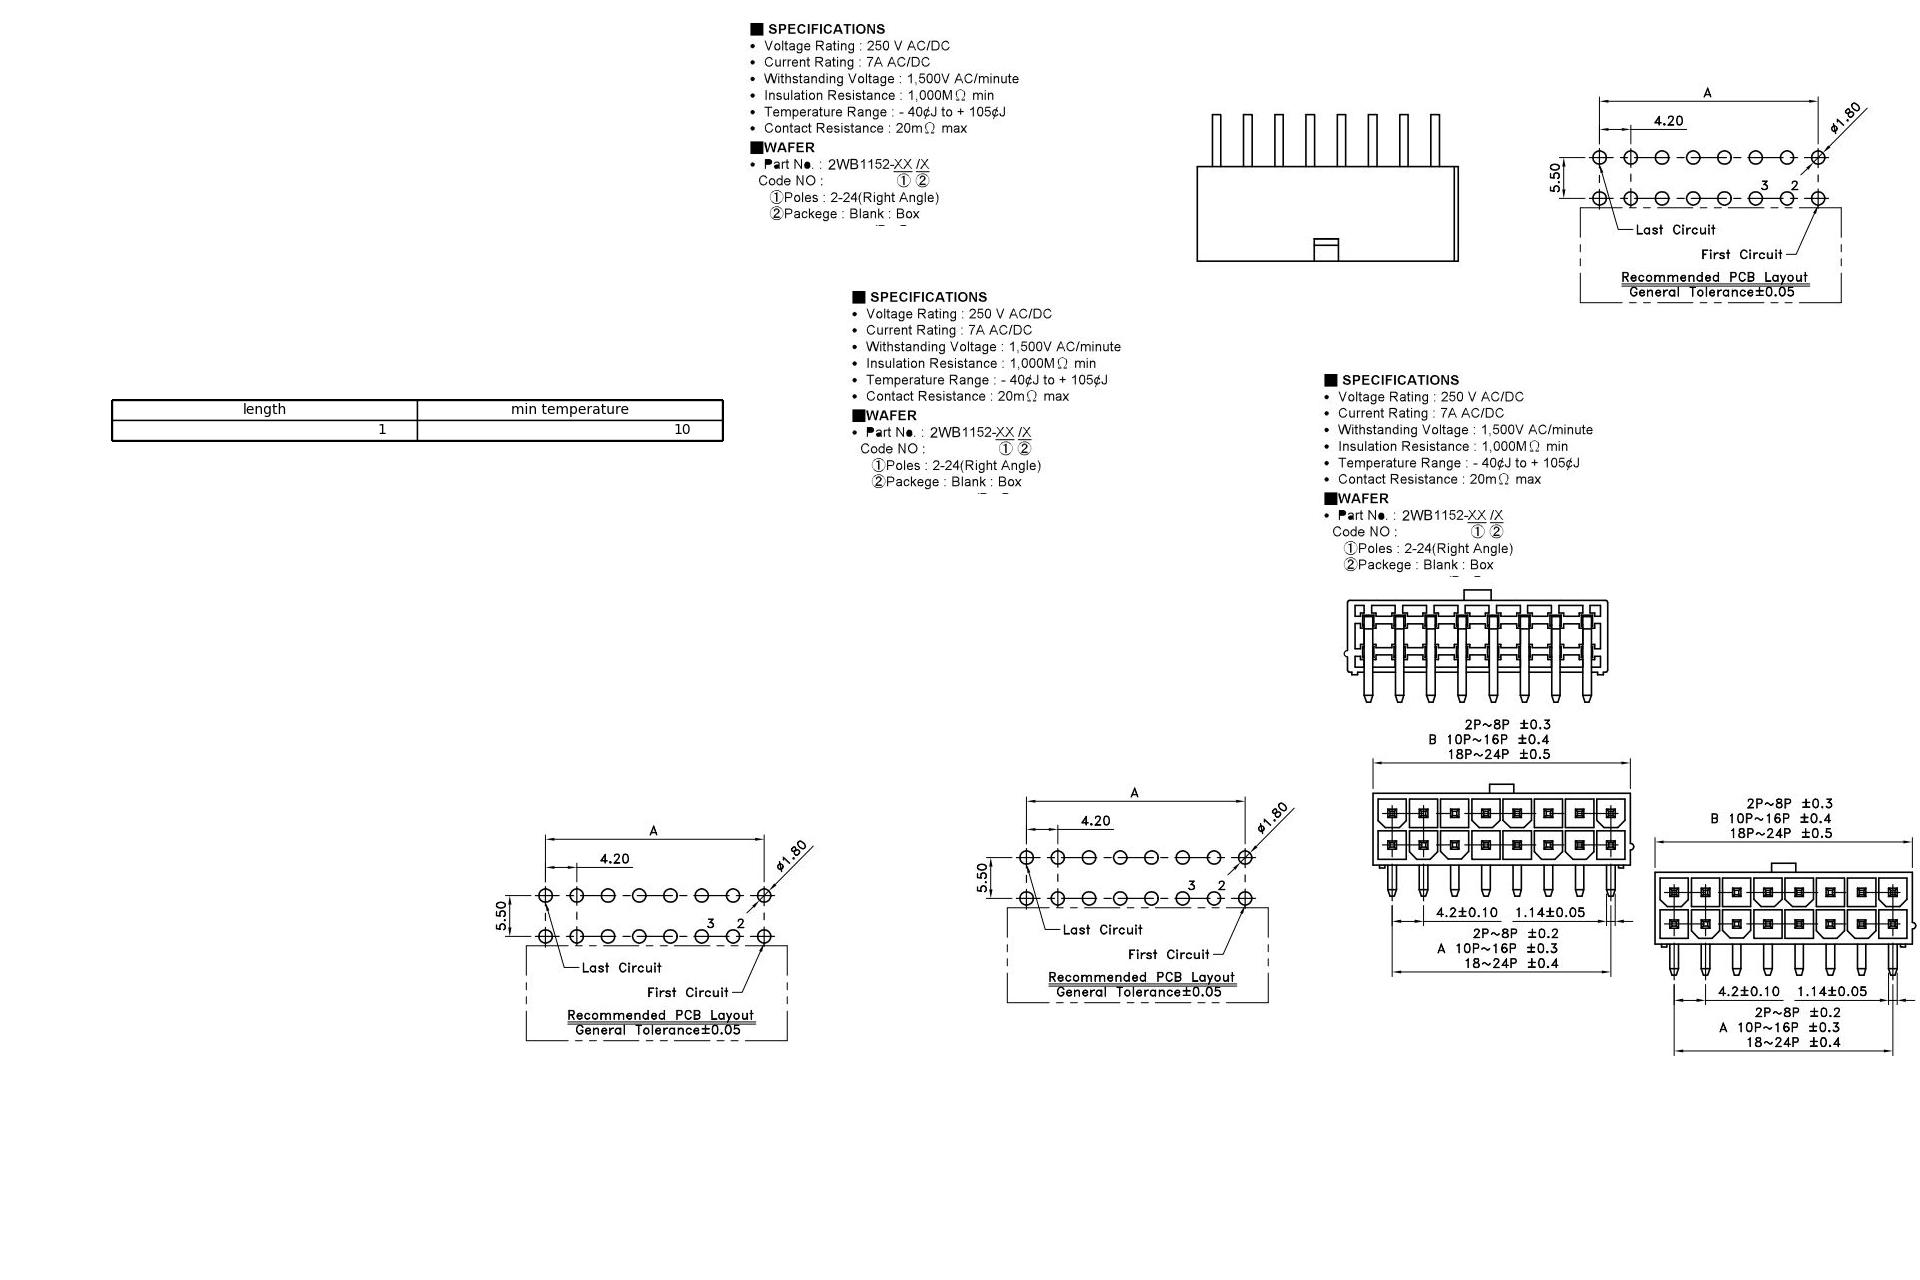 ■ SPECIFICATIONS
• Voltage Rating : 250 V AC/DC
• Current Rating : 7A AC/DC
• Withstanding Voltage : 1,500V AC/minute
• Insulation Resistance : 1,000MΩ min
• Temperature Range : - 40¢J to + 105¢J
• Contact Resistance : 20mΩ max
■WAFER
• Part No. : 2WB1152-XX /X
Code NO : ① ②
①Poles : 2-24(Right Angle)
②Packege : Blank : Box
A
4.20
ø1.80
5.50
3 2
Last Circuit
First Circuit
Recommended PCB Layout
General Tolerance±0.05
■ SPECIFICATIONS
• Voltage Rating : 250 V AC/DC
• Current Rating : 7A AC/DC
• Withstanding Voltage : 1,500V AC/minute
• Insulation Resistance : 1,000MΩ min
• Temperature Range : - 40¢J to + 105¢J
• Contact Resistance : 20mΩ max
■WAFER
• Part No. : 2WB1152-XX /X
Code NO : ① ②
①Poles : 2-24(Right Angle)
②Packege : Blank : Box
length min temperature
1 10
■ SPECIFICATIONS
• Voltage Rating : 250 V AC/DC
• Current Rating : 7A AC/DC
• Withstanding Voltage : 1,500V AC/minute
• Insulation Resistance : 1,000MΩ min
• Temperature Range : - 40¢J to + 105¢J
• Contact Resistance : 20mΩ max
■WAFER
• Part No. : 2WB1152-XX /X
Code NO : ① ②
①Poles : 2-24(Right Angle)
②Packege : Blank : Box
2P~8P ±0.3
B 10P~16P ±0.4
18P~24P ±0.5
4.2±0.10 1.14±0.05
2P~8P ±0.2
A 10P~16P ±0.3
18~24P ±0.4
2P~8P ±0.3
B 10P~16P ±0.4
18P~24P ±0.5
4.2±0.10 1.14±0.05
2P~8P ±0.2
A 10P~16P ±0.3
18~24P ±0.4
A
4.20
ø1.80
5.50
3 2
Last Circuit
First Circuit
Recommended PCB Layout
General Tolerance±0.05
A
4.20
ø1.80
5.50
3 2
Last Circuit
First Circuit
Recommended PCB Layout
General Tolerance±0.05